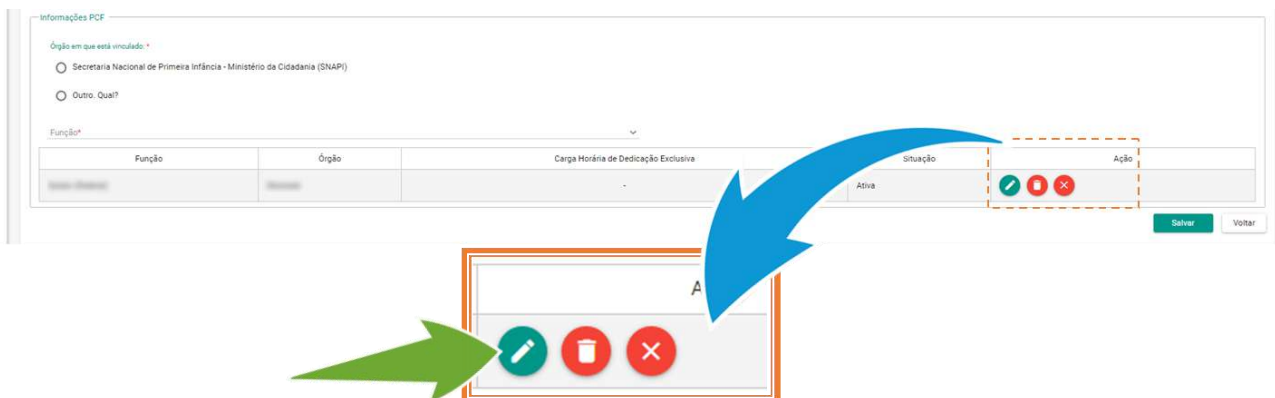 Informações PCF
Órgão em que está vinculado: *
Secretaria Nacional de Primeira Infância - Ministério da Cidadania (SNAPI)
Outro. Qual?
Função*
Função Órgão Carga Horária de Dedicação Exclusiva Situação Ação
- Ativa
Salvar Voltar
A